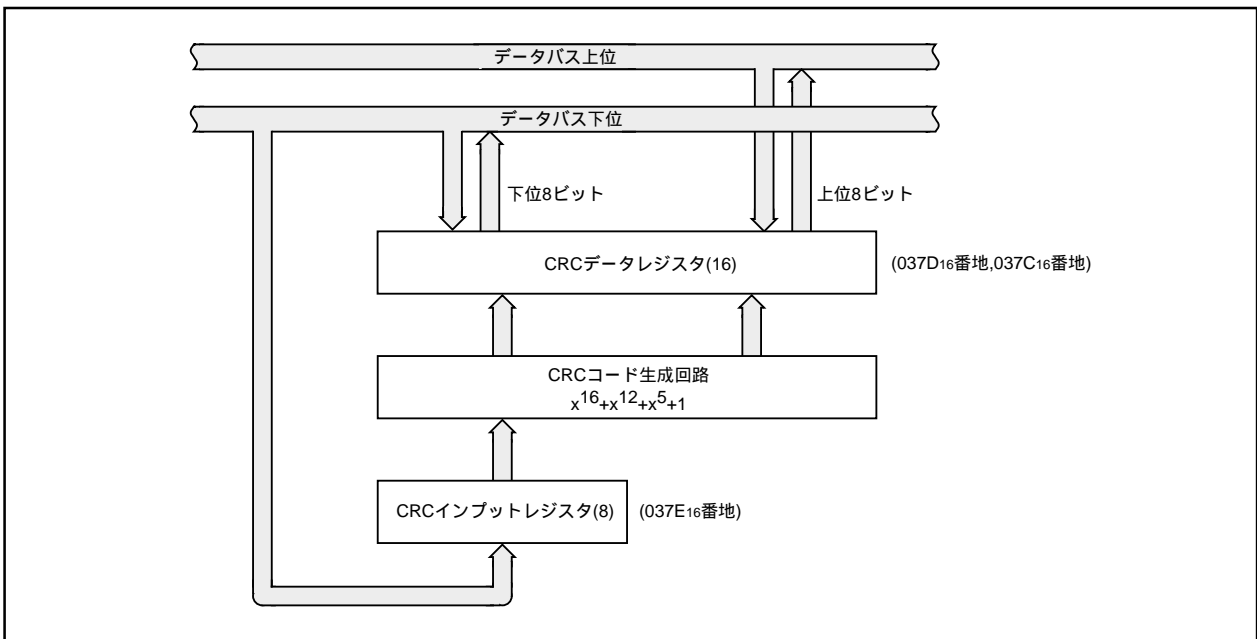 データバス上位
データバス下位
下位8ビット
上位8ビット
CRCデータレジスタ(16)
(037D16番地,037C16番地)
CRCコード生成回路
x16+x12+x5+1
CRCインプットレジスタ(8)
(037E16番地)